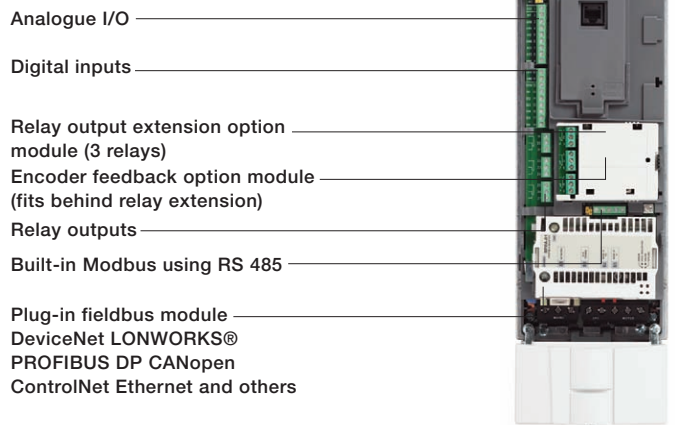 Analogue I/O
Digital inputs
Relay output extension option
module (3 relays)
Encoder feedback option module
(fits behind relay extension)
Relay outputs
Built-in Modbus using RS 485
Plug-in fieldbus module
DeviceNet LONWORKS®
PROFIBUS DP CANopen
ControlNet Ethernet and others